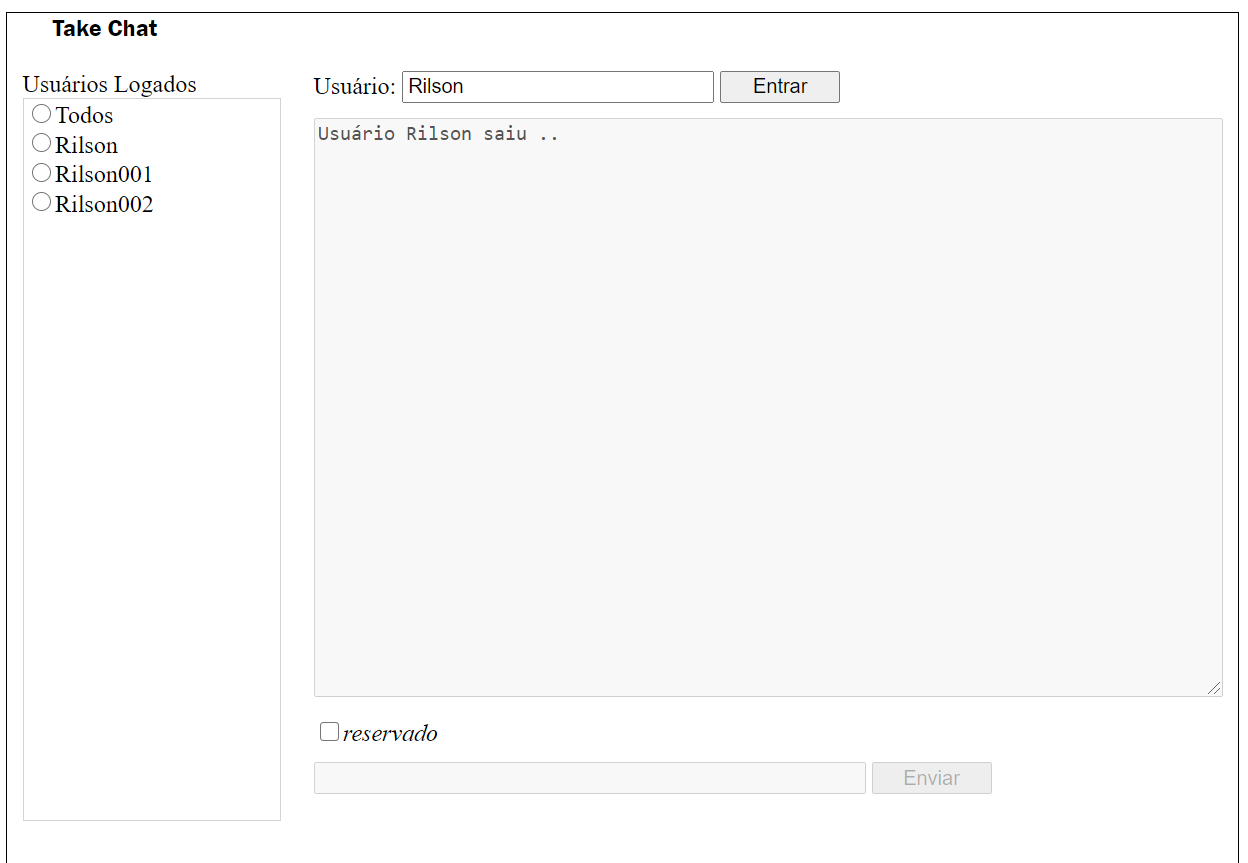 Take Chat
Usuários Logados
Todos
Rilson
Rilson001
Rilson002
Usuário: Rilson Entrar
Usuário Rilson saiu ..
reservado
Enviar